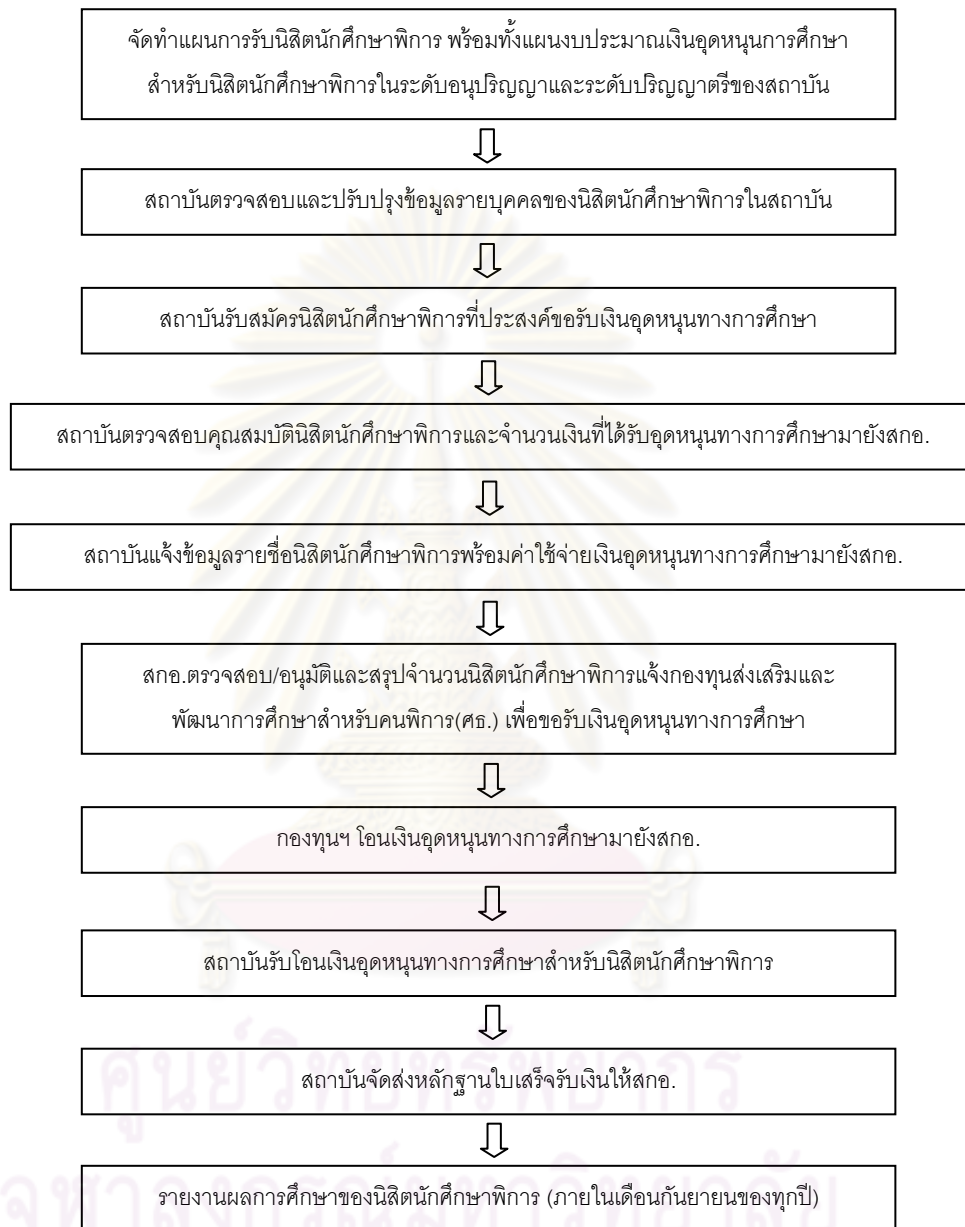 จัดทำแผนการรับนิสิตนักศึกษาพิการ พร้อมทั้งแผนงบประมาณเงินอุดหนุนการศึกษา
สำหรับนิสิตนักศึกษาพิการในระดับอนุปริญญาและระดับปริญญาตรีของสถาบัน
สถาบันตรวจสอบและปรับปรุงข้อมูลรายบุคคลของนิสิตนักศึกษาพิการในสถาบัน
สถาบันรับสมัครนิสิตนักศึกษาพิการที่ประสงค์ขอรับเงินอุดหนุนทางการศึกษา
สถาบันตรวจสอบคุณสมบัตินิสิตนักศึกษาพิการและจำนวนเงินที่ได้รับอุดหนุนทางการศึกษามายังสกอ.
สถาบันแจ้งข้อมูลรายชื่อนิสิตนักศึกษาพิการพร้อมค่าใช้จ่ายเงินอุดหนุนทางการศึกษามายังสกอ.
สกอ.ตรวจสอบ/อนุมัติและสรุปจำนวนนิสิตนักศึกษาพิการแจ้งกองทุนส่งเสริมและ
พัฒนาการศึกษาสำหรับคนพิการ(ศธ.) เพื่อขอรับเงินอุดหนุนทางการศึกษา
กองทุนฯ โอนเงินอุดหนุนทางการศึกษามายังสกอ.
สถาบันรับโอนเงินอุดหนุนทางการศึกษาสำหรับนิสิตนักศึกษาพิการ
ศูนย์วิทยทรัพยากร
สถาบันจัดส่งหลักฐานใบเสร็จรับเงินให้สกอ.
จุฬาลงกรณ์มหาวิทยาลัย
รายงานผลการศึกษาของนิสิตนักศึกษาพิการ (ภายในเดือนกันยายนของทุกปี)